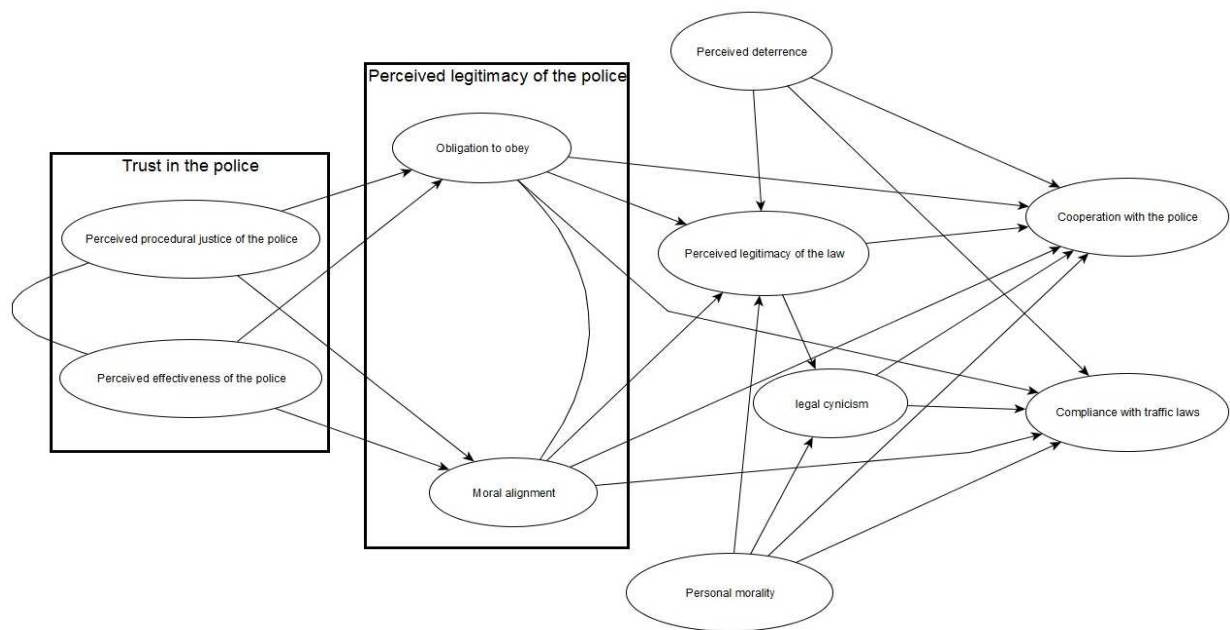 Perceived deterrence
Perceived legitimacy of the police
Obligation to obey
Trust in the police
Perceived procedural justice of the police
Cooperation with the police
Perceived legitimacy of the law
Perceived effectiveness of the police
legal cynicism
Compliance with traffic laws
Moral alignment
Personal morality